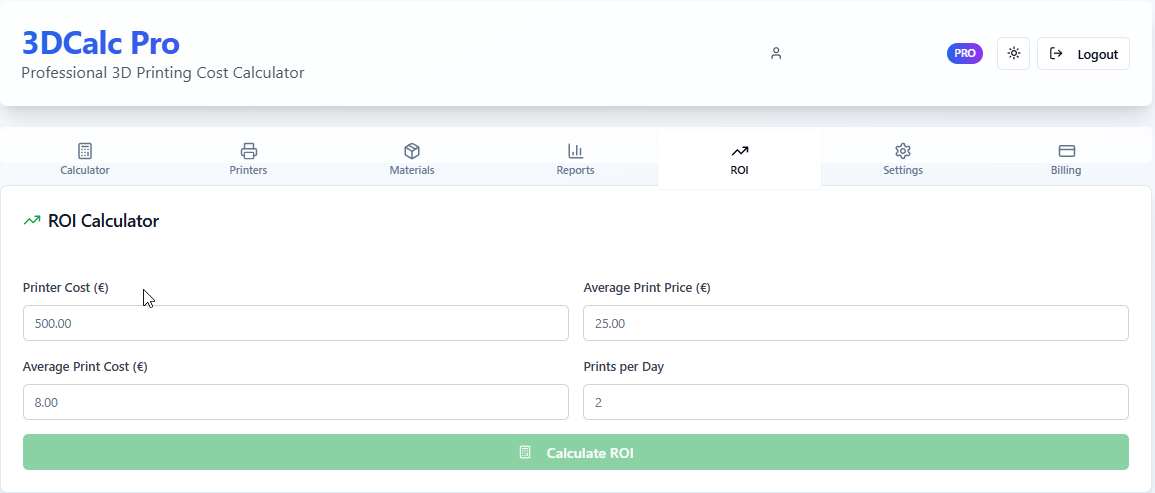 3DCalc Pro
Professional 3D Printing Cost Calculator
PRO
Logout
Calculator
Printers
Materials
Reports
ROI
Settings
Billing
ROI Calculator
Printer Cost (€)
Average Print Price (€)
500.00
25.00
Average Print Cost (€)
Prints per Day
8.00
2
Calculate ROI